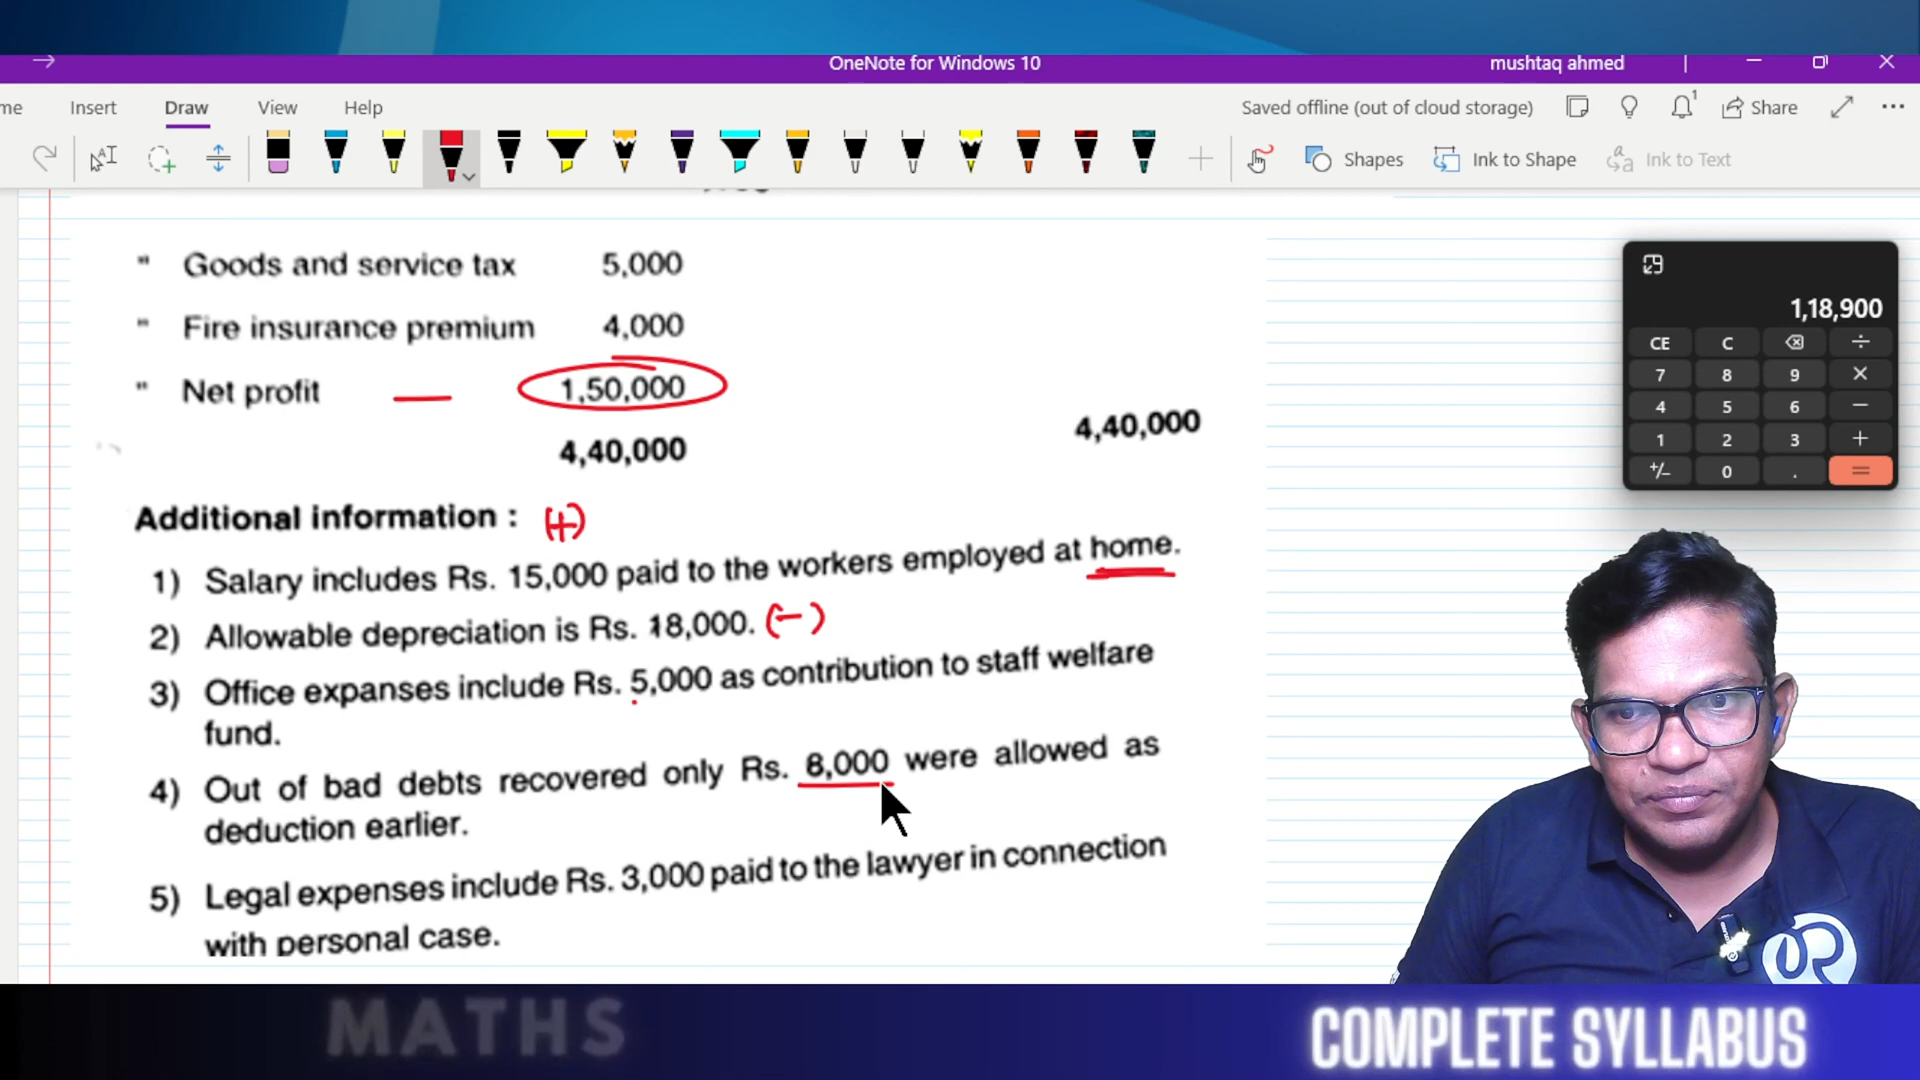 OneNote for Windows 10
mushtaq ahmed
me Insert Draw View Help
Saved offline (out of cloud storage)
1
Share
Shapes
Ink to Shape
Ink to Text
" Goods and service tax 5,000
" Fire insurance premium 4,000
" Net profit 1,50,000
4,40,000 4,40,000
Additional information : (+)
1) Salary includes Rs. 15,000 paid to the workers employed at home.
2) Allowable depreciation is Rs. 18,000. (-)
3) Office expanses include Rs. 5,000 as contribution to staff welfare
fund.
4) Out of bad debts recovered only Rs. 8,000 were allowed as
deduction earlier.
5) Legal expenses include Rs. 3,000 paid to the lawyer in connection
with personal case.
1,18,900
CE C ÷
7 8 9 ×
4 5 6 −
1 2 3 +
+/− 0 . =
MATHS
COMPLETE SYLLABUS